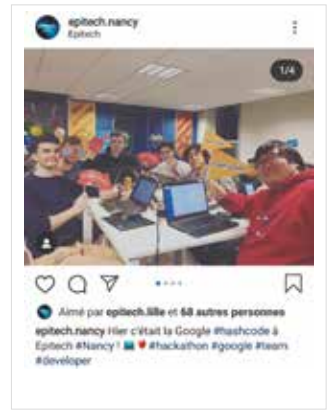 epitech.nancy
Epitech
1/4
Aimé par epitech.lille et 68 autres personnes
epitech.nancy Hier c'était la Google #hashcode à
Epitech #Nancy ! #hackathon #google #team
#developer